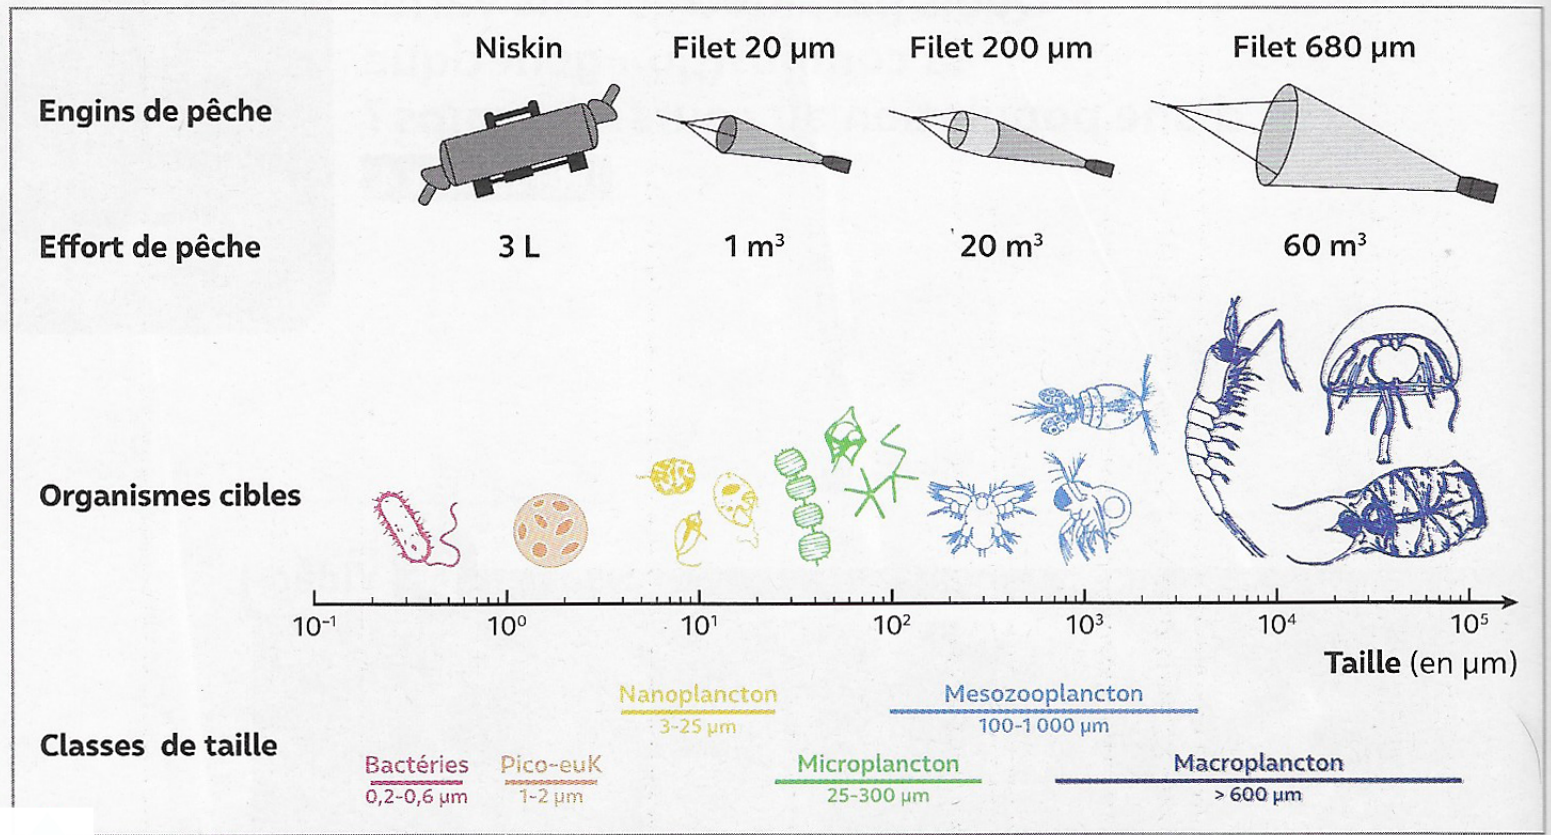 Niskin Filet 20 µm Filet 200 µm Filet 680 µm
Engins de pêche
Effort de pêche 3 L 1 m³ 20 m³ 60 m³
Organismes cibles
10⁻¹ 10⁰ 10¹ 10² 10³ 10⁴ 10⁵
Taille (en µm)
Nanoplancton Mesozooplancton
3-25 µm 100-1 000 µm
Classes de taille
Bactéries Pico-euK Microplancton Macroplancton
0,2-0,6 µm 1-2 µm 25-300 µm > 600 µm